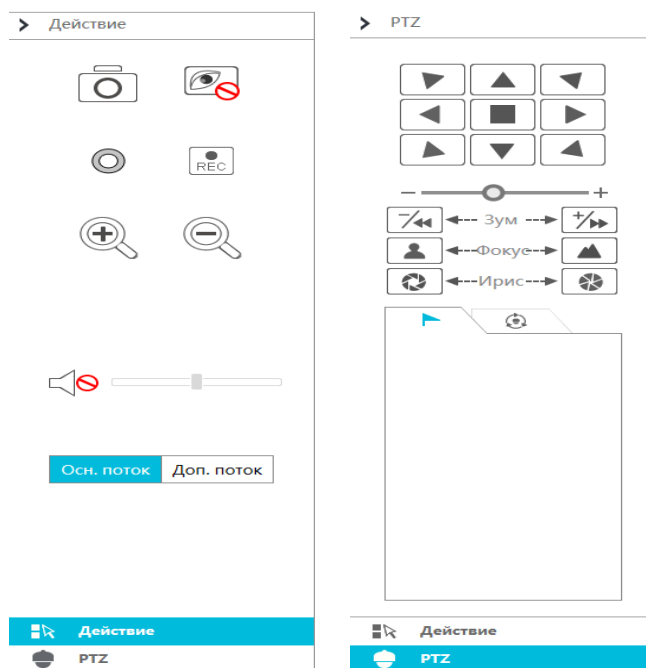 Действие
REC
Осн. поток Доп. поток
Действие
PTZ
PTZ
Зум
Фокус
Ирис
Действие
PTZ